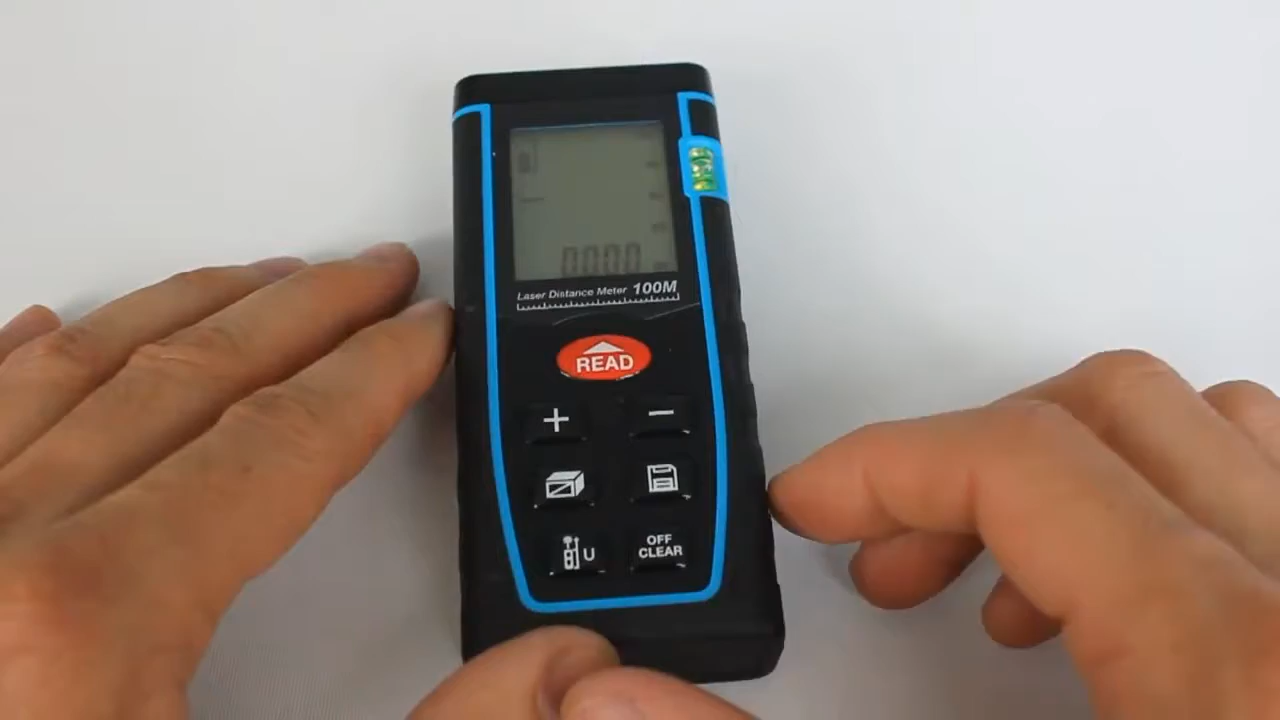 0.000
Laser Distance Meter 100M
READ
+ −
U
OFF
CLEAR